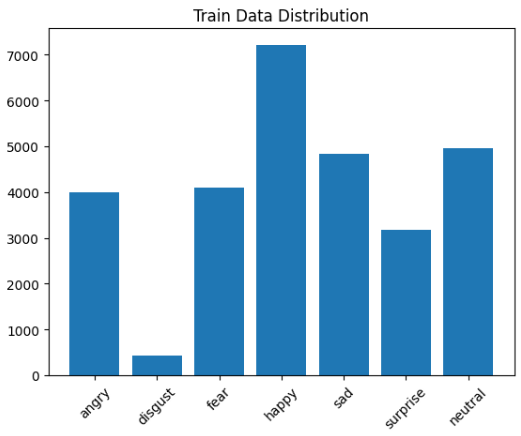 Train Data Distribution
7000
6000
5000
4000
3000
2000
1000
0
angry
disgust
fear
happy
sad
surprise
neutral